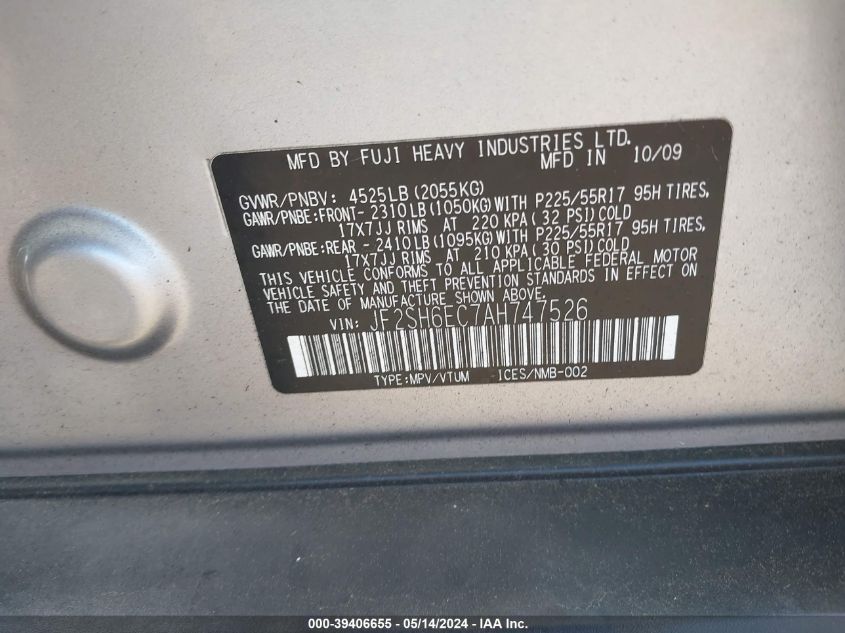 MFD BY FUJI HEAVY INDUSTRIES LTD.
MFD IN 10/09
GVWR/PNBV: 4525LB(2055KG)
GAWR/PNBE:FRONT- 2310LB(1050KG)WITH P225/55R17 95H TIRES,
17X7JJ RIMS AT 220 KPA(32 PSI)COLD
GAWR/PNBE:REAR - 2410LB(1095KG)WITH P225/55R17 95H TIRES,
17X7JJ RIMS AT 210 KPA(30 PSI)COLD
THIS VEHICLE CONFORMS TO ALL APPLICABLE FEDERAL MOTOR
VEHICLE SAFETY AND THEFT PREVENTION STANDARDS IN EFFECT ON
THE DATE OF MANUFACTURE SHOWN ABOVE.
VIN: JF2SH6EC7AH747526
TYPE:MPV/VTUM ICES/NMB-002
000-39406655 - 05/14/2024 - IAA Inc.